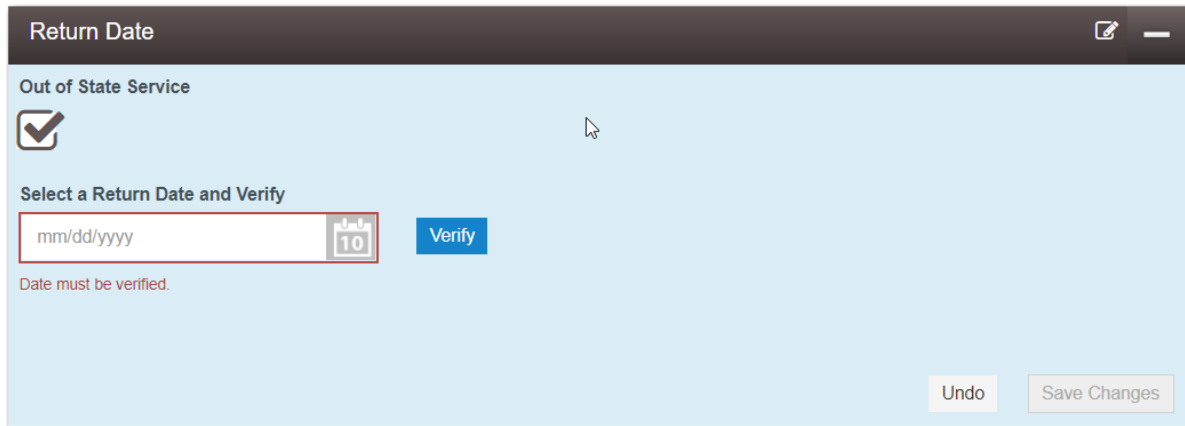 Return Date
Out of State Service
Select a Return Date and Verify
mm/dd/yyyy
10
Verify
Date must be verified.
Undo
Save Changes